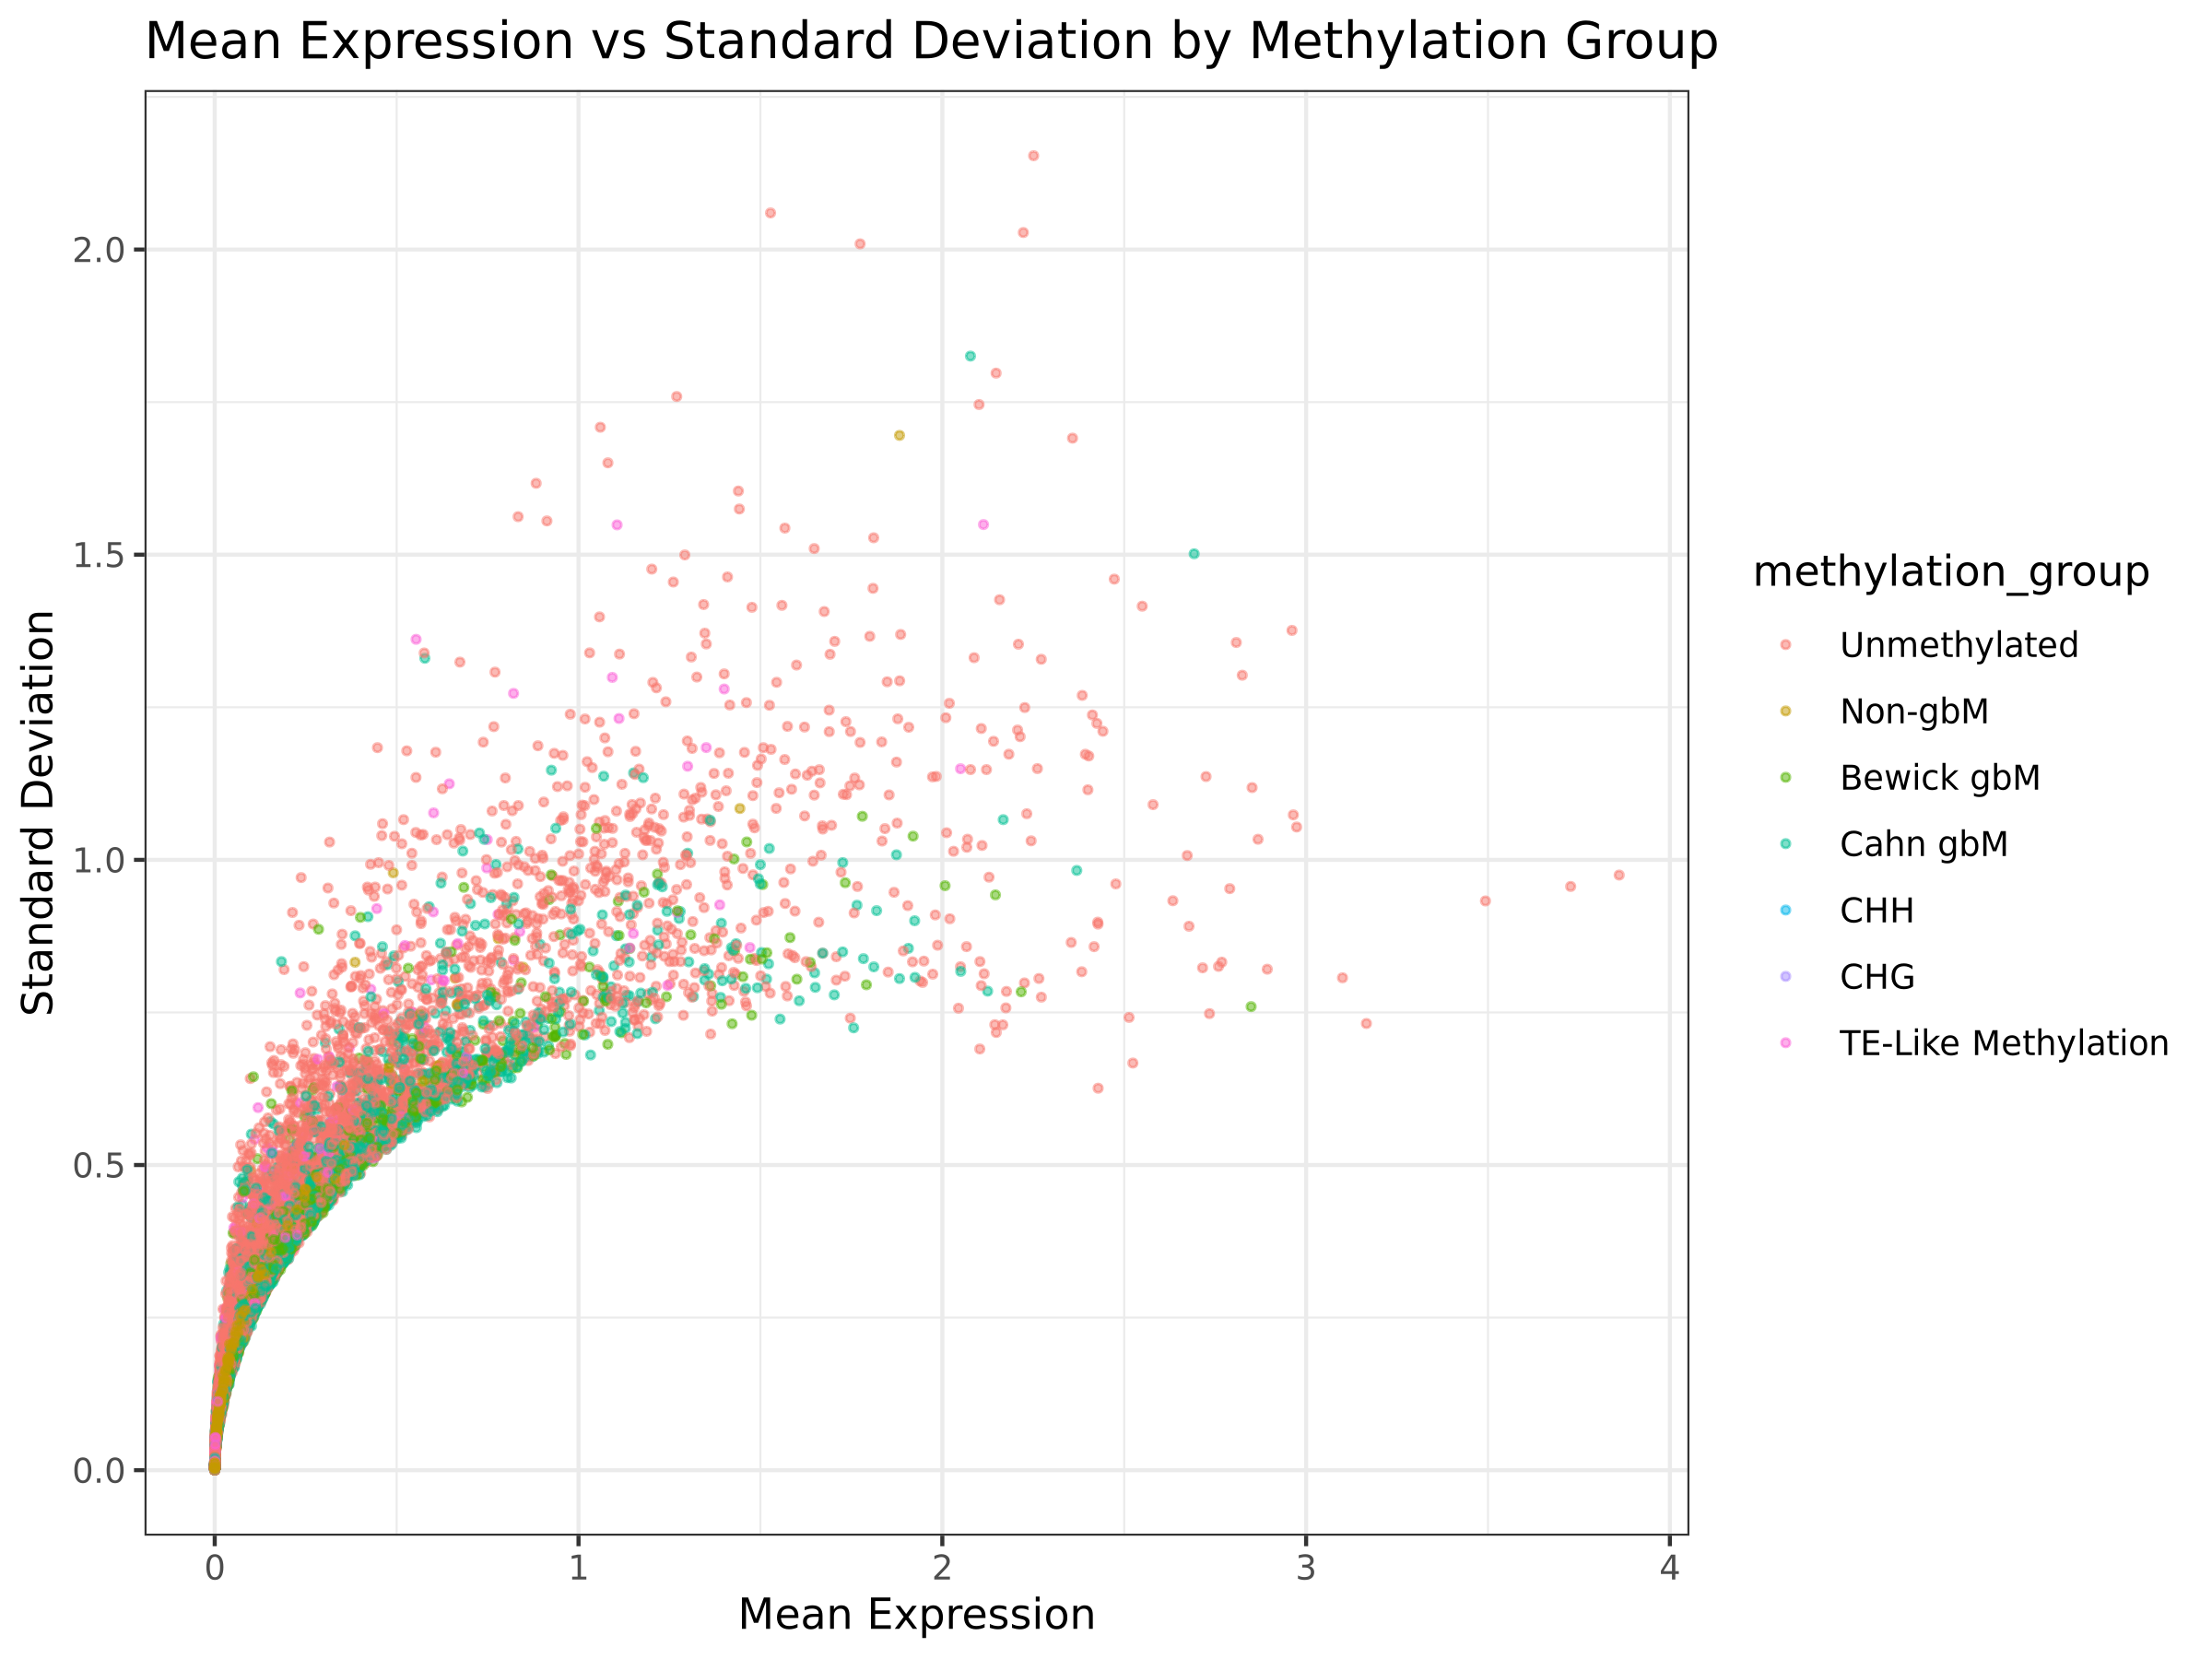 Mean Expression vs Standard Deviation by Methylation Group
Standard Deviation
2.0
1.5
1.0
0.5
0.0
0 1 2 3 4
Mean Expression
methylation_group
Unmethylated
Non-gbM
Bewick gbM
Cahn gbM
CHH
CHG
TE-Like Methylation